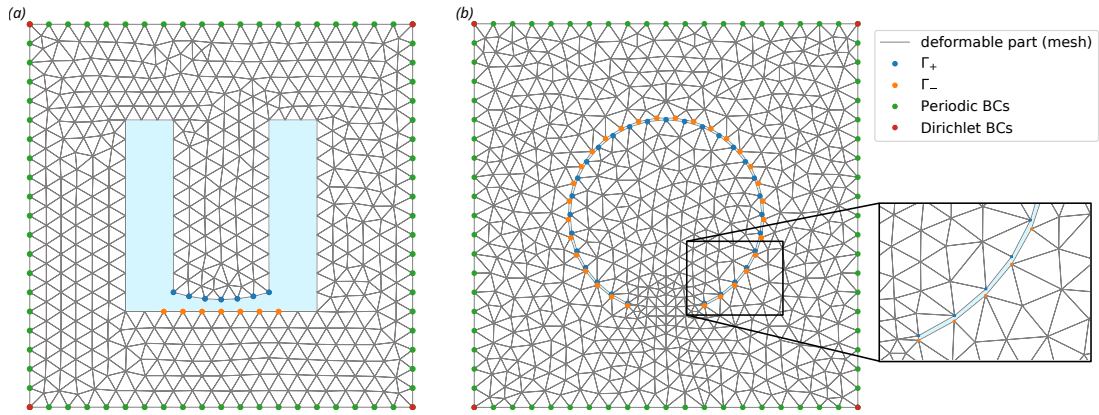 (a)
(b)
deformable part (mesh)
Γ₊
Γ₋
Periodic BCs
Dirichlet BCs